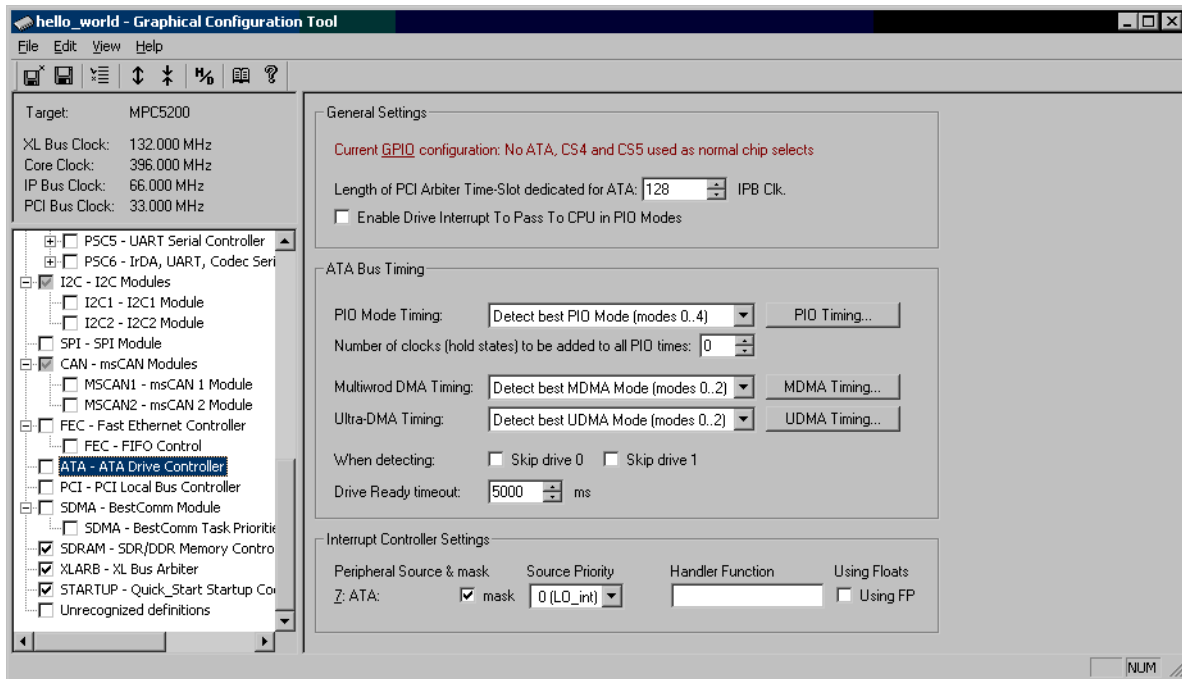 hello_world - Graphical Configuration Tool
File Edit View Help
H/D
Target: MPC5200
XL Bus Clock: 132.000 MHz
Core Clock: 396.000 MHz
IP Bus Clock: 66.000 MHz
PCI Bus Clock: 33.000 MHz
PSC5 - UART Serial Controller
PSC6 - IrDA, UART, Codec Seri
I2C - I2C Modules
I2C1 - I2C1 Module
I2C2 - I2C2 Module
SPI - SPI Module
CAN - msCAN Modules
MSCAN1 - msCAN 1 Module
MSCAN2 - msCAN 2 Module
FEC - Fast Ethernet Controller
FEC - FIFO Control
ATA - ATA Drive Controller
PCI - PCI Local Bus Controller
SDMA - BestComm Module
SDMA - BestComm Task Prioritie
SDRAM - SDR/DDR Memory Contro
XLARB - XL Bus Arbiter
STARTUP - Quick_Start Startup Co
Unrecognized definitions
General Settings
Current GPIO configuration: No ATA, CS4 and CS5 used as normal chip selects
Length of PCI Arbiter Time-Slot dedicated for ATA: 128 IPB Clk.
Enable Drive Interrupt To Pass To CPU in PIO Modes
ATA Bus Timing
PIO Mode Timing: Detect best PIO Mode (modes 0..4) PIO Timing...
Number of clocks (hold states) to be added to all PIO times: 0
Multiwrod DMA Timing: Detect best MDMA Mode (modes 0..2) MDMA Timing...
Ultra-DMA Timing: Detect best UDMA Mode (modes 0..2) UDMA Timing...
When detecting: Skip drive 0 Skip drive 1
Drive Ready timeout: 5000 ms
Interrupt Controller Settings
Peripheral Source & mask Source Priority Handler Function Using Floats
7: ATA: mask 0 (LO_int) Using FP
NUM